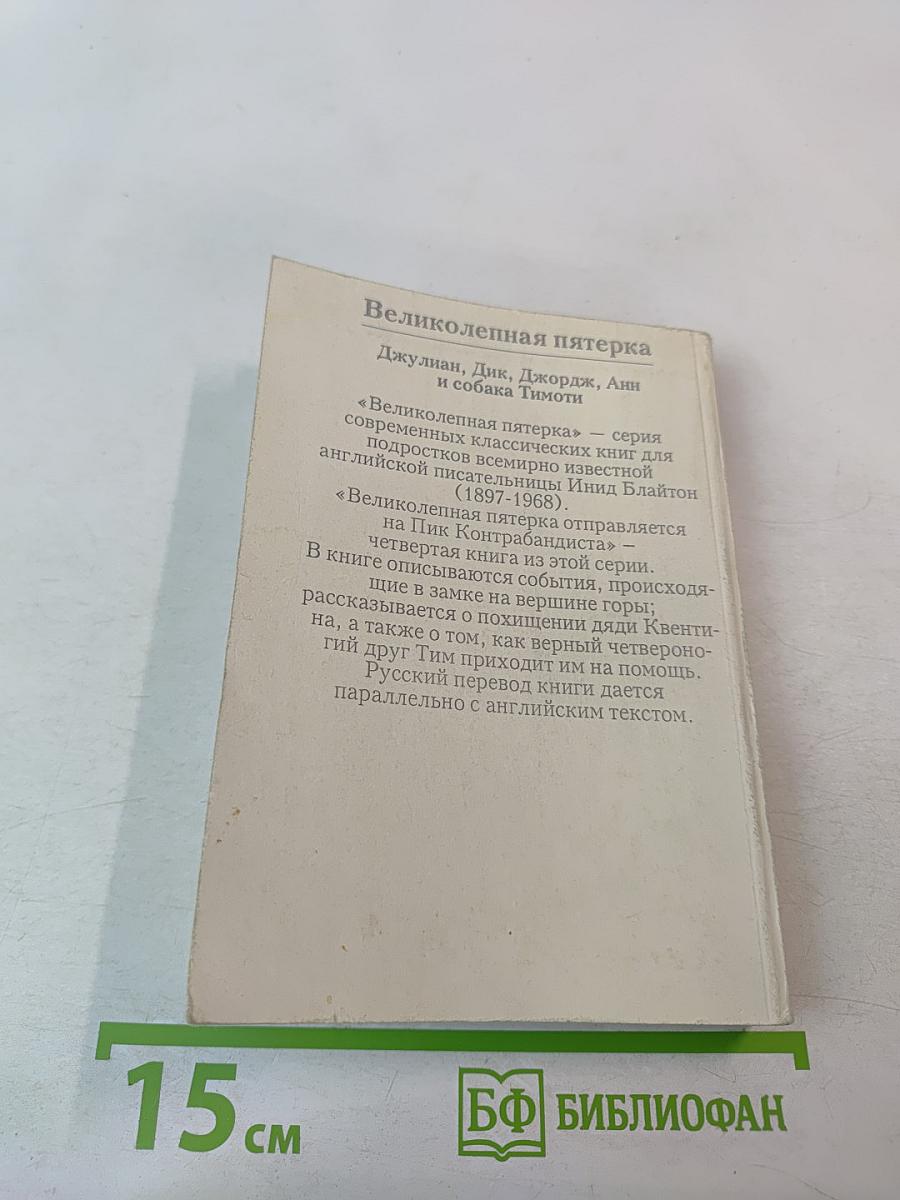 Великолепная пятерка
Джулиан, Дик, Джордж, Анн
и собака Тимоти
«Великолепная пятерка» – серия
современных классических книг для
подростков всемирно известной
английской писательницы Инид Блайтон
(1897-1968).
«Великолепная пятерка отправляется
на Пик Контрабандиста» –
четвертая книга из этой серии.
В книге описываются события, происходя-
щие в замке на вершине горы;
рассказывается о похищении дяди Квенти-
на, а также о том, как верный четвероно-
гий друг Тим приходит им на помощь.
Русский перевод книги дается
параллельно с английским текстом.
15 см
БФ БИБЛИОФАН